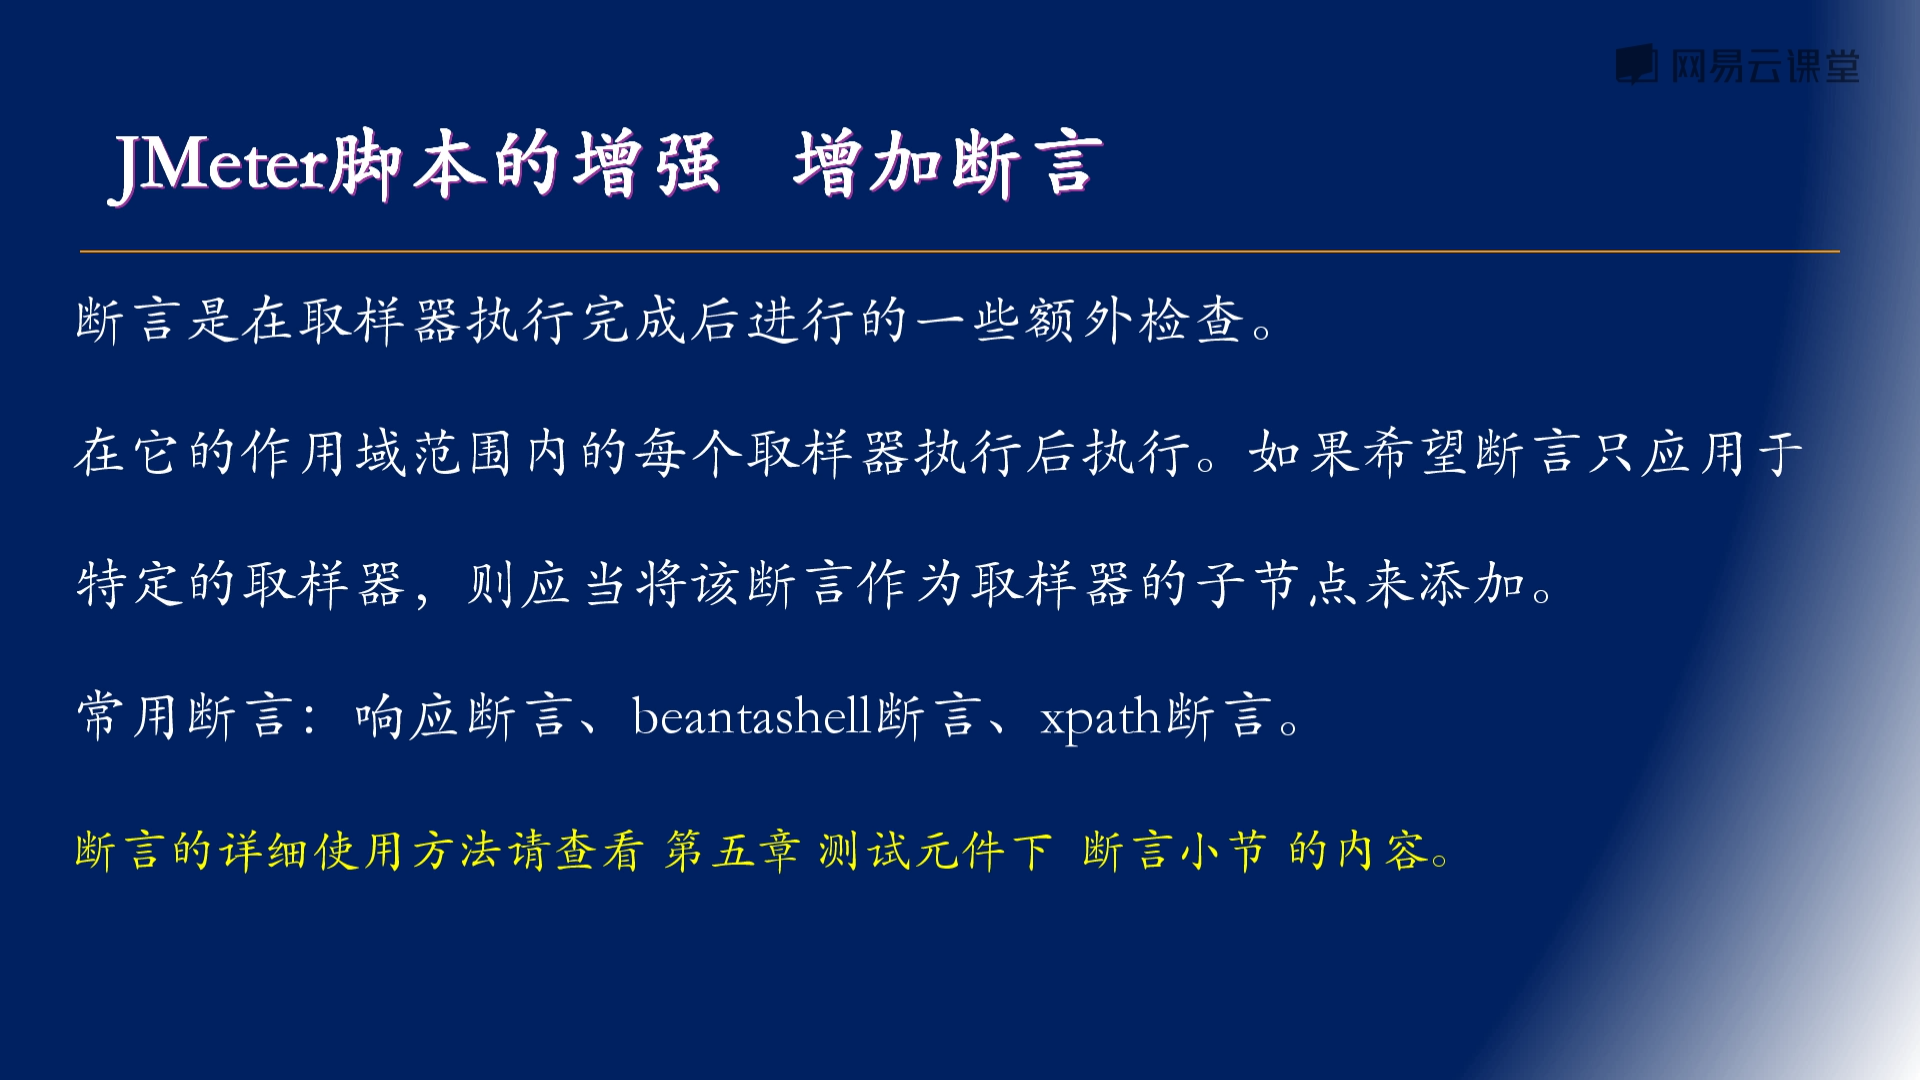 网易云课堂
JMeter脚本的增强 增加断言
断言是在取样器执行完成后进行的一些额外检查。
在它的作用域范围内的每个取样器执行后执行。如果希望断言只应用于
特定的取样器，则应当将该断言作为取样器的子节点来添加。
常用断言：响应断言、beantashell断言、xpath断言。
断言的详细使用方法请查看 第五章 测试元件下 断言小节 的内容。